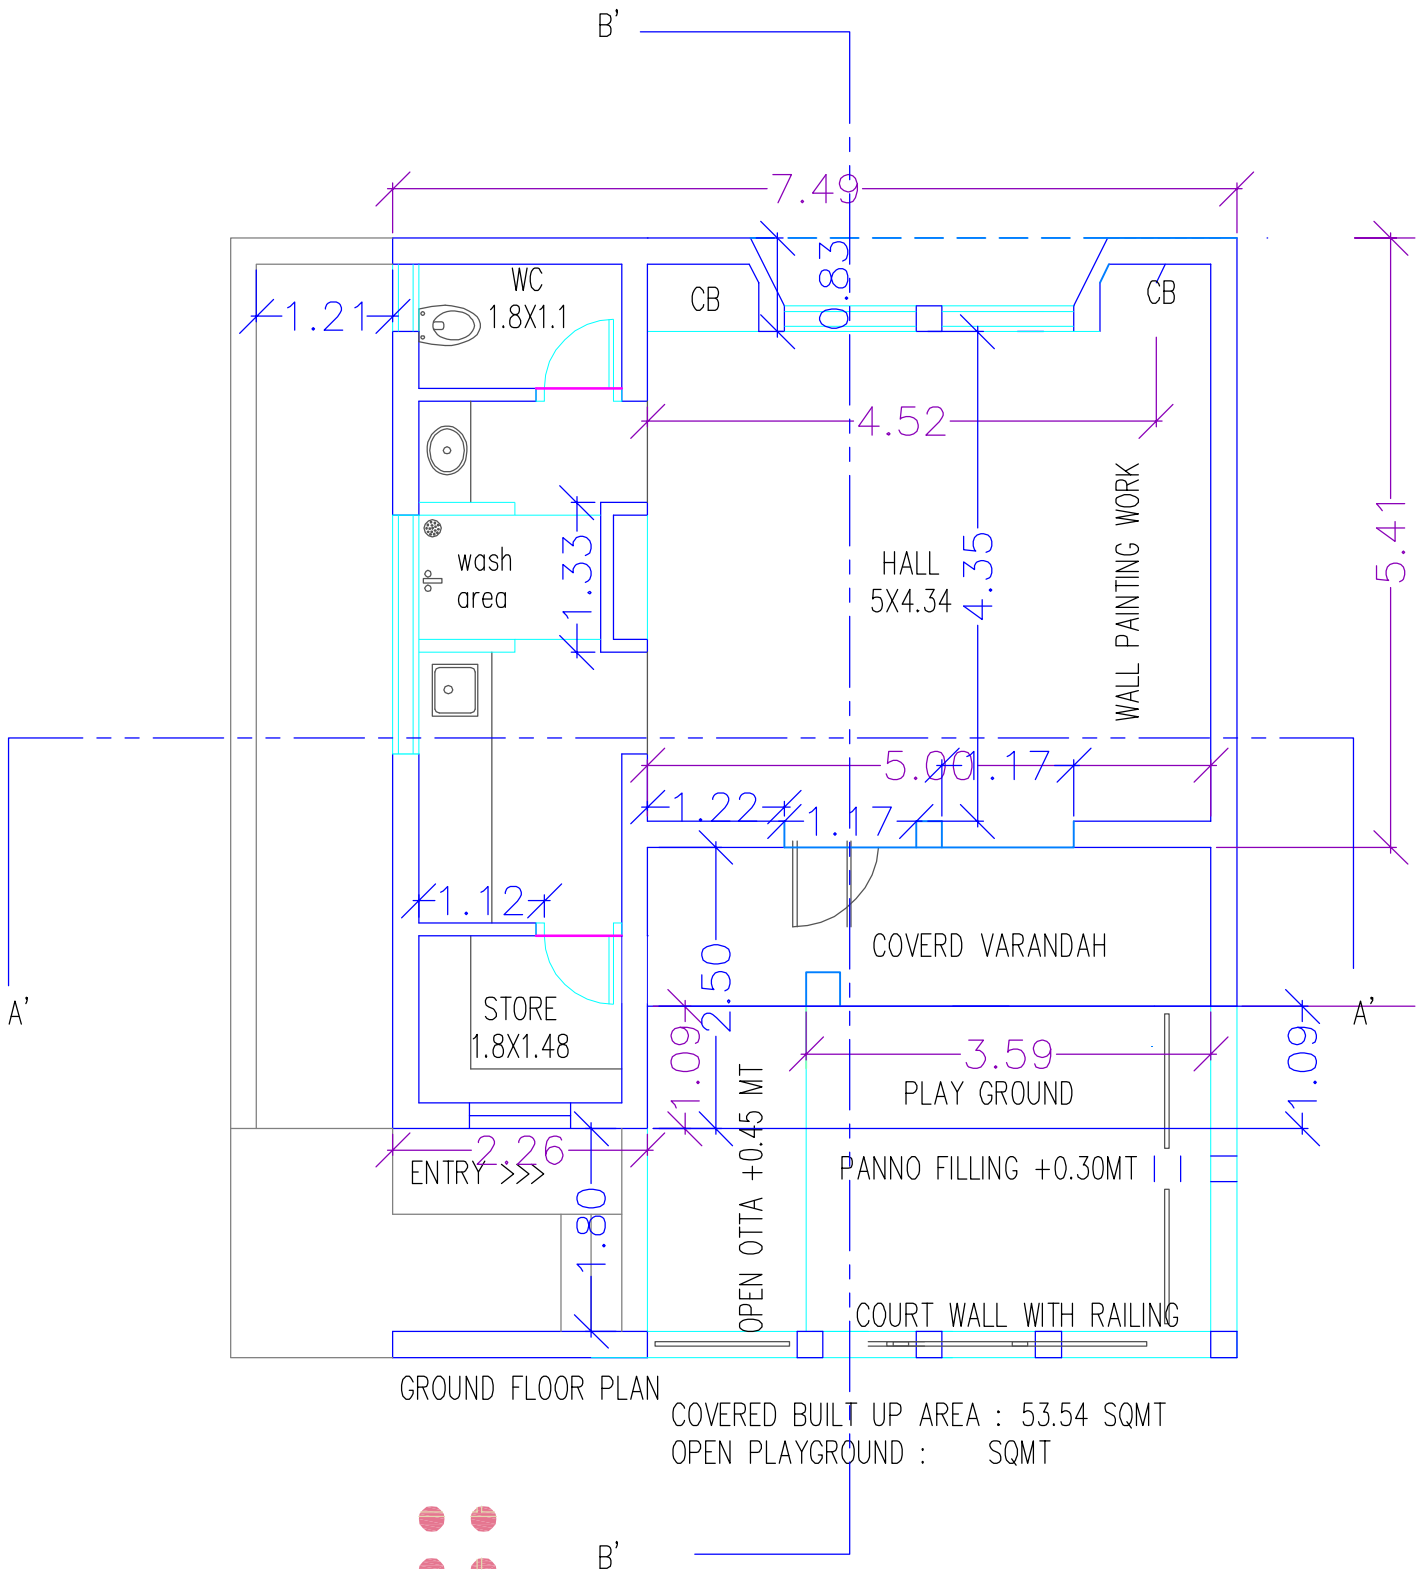 B'
7.49
WC
1.8X1.1
CB
0.83
CB
1.21
4.52
wash
area
1.33
HALL
5X4.34
4.35
WALL PAINTING WORK
5.41
5.00
1.17
1.22
1.17
1.12
COVERD VARANDAH
2.50
A'
STORE
1.8X1.48
A'
1.09
3.59
1.09
PLAY GROUND
OPEN OTTA +0.45 MT
2.26
ENTRY >>>
PANNO FILLING +0.30MT
1.80
COURT WALL WITH RAILING
GROUND FLOOR PLAN
COVERED BUILT UP AREA : 53.54 SQMT
OPEN PLAYGROUND : SQMT
B'